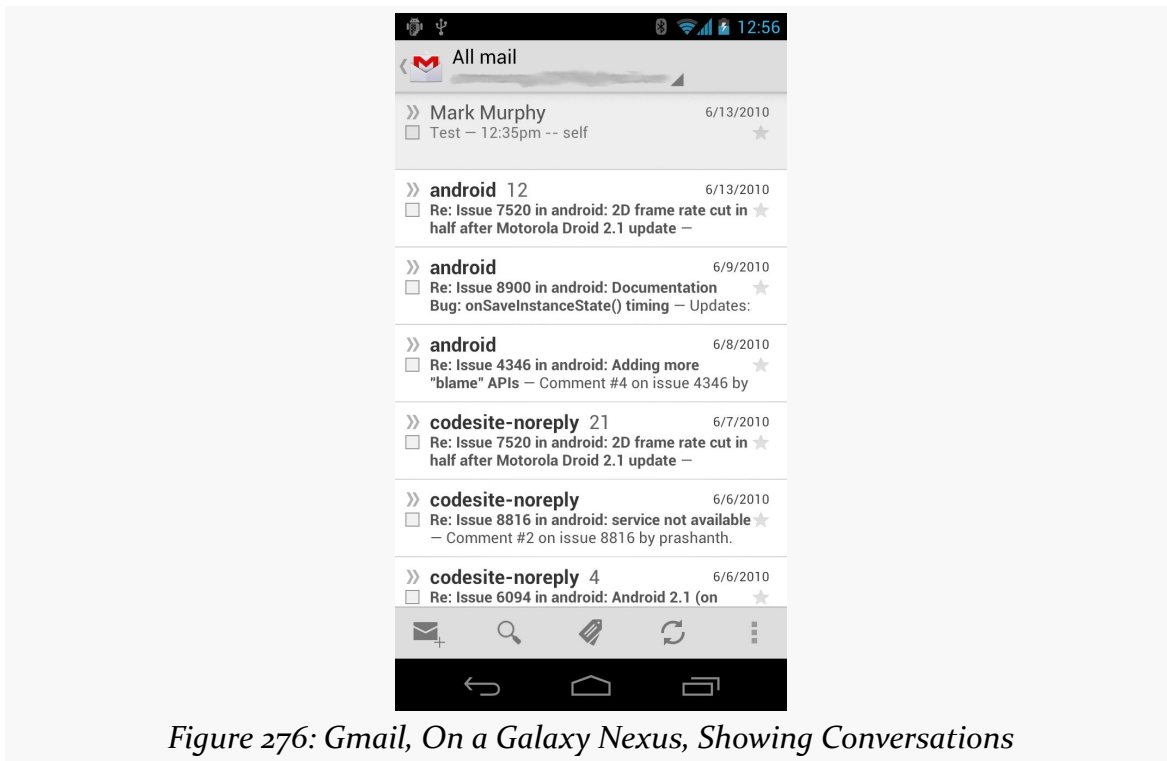 12:56
All mail
Mark Murphy 6/13/2010
Test — 12:35pm -- self
android 12 6/13/2010
Re: Issue 7520 in android: 2D frame rate cut in
half after Motorola Droid 2.1 update —
android 6/9/2010
Re: Issue 8900 in android: Documentation
Bug: onSaveInstanceState() timing — Updates:
android 6/8/2010
Re: Issue 4346 in android: Adding more
"blame" APIs — Comment #4 on issue 4346 by
codesite-noreply 21 6/7/2010
Re: Issue 7520 in android: 2D frame rate cut in
half after Motorola Droid 2.1 update —
codesite-noreply 6/6/2010
Re: Issue 8816 in android: service not available
— Comment #2 on issue 8816 by prashanth.
codesite-noreply 4 6/6/2010
Re: Issue 6094 in android: Android 2.1 (on
Figure 276: Gmail, On a Galaxy Nexus, Showing Conversations